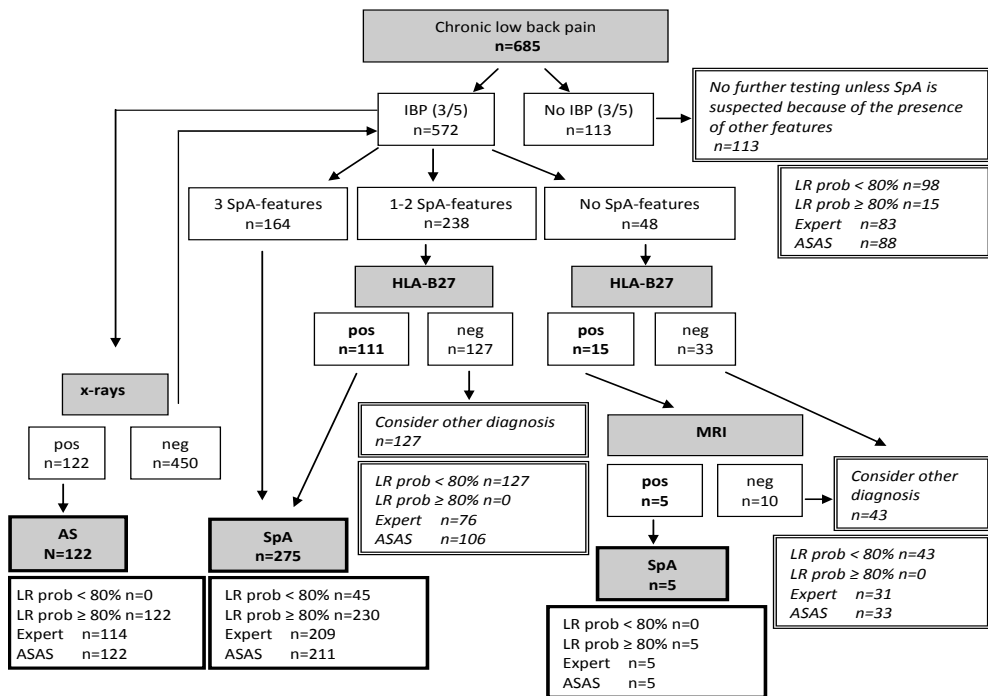 Chronic low back pain
n=685
IBP (3/5)
n=572
No IBP (3/5)
n=113
No further testing unless SpA is
suspected because of the presence
of other features
n=113
LR prob < 80% n=98
LR prob ≥ 80% n=15
Expert n=83
ASAS n=88
3 SpA-features
n=164
1-2 SpA-features
n=238
No SpA-features
n=48
HLA-B27
HLA-B27
pos
n=111
neg
n=127
pos
n=15
neg
n=33
x-rays
pos
n=122
neg
n=450
Consider other diagnosis
n=127
LR prob < 80% n=127
LR prob ≥ 80% n=0
Expert n=76
ASAS n=106
MRI
pos
n=5
neg
n=10
Consider other
diagnosis
n=43
LR prob < 80% n=43
LR prob ≥ 80% n=0
Expert n=31
ASAS n=33
AS
N=122
LR prob < 80% n=0
LR prob ≥ 80% n=122
Expert n=114
ASAS n=122
SpA
n=275
LR prob < 80% n=45
LR prob ≥ 80% n=230
Expert n=209
ASAS n=211
SpA
n=5
LR prob < 80% n=0
LR prob ≥ 80% n=5
Expert n=5
ASAS n=5